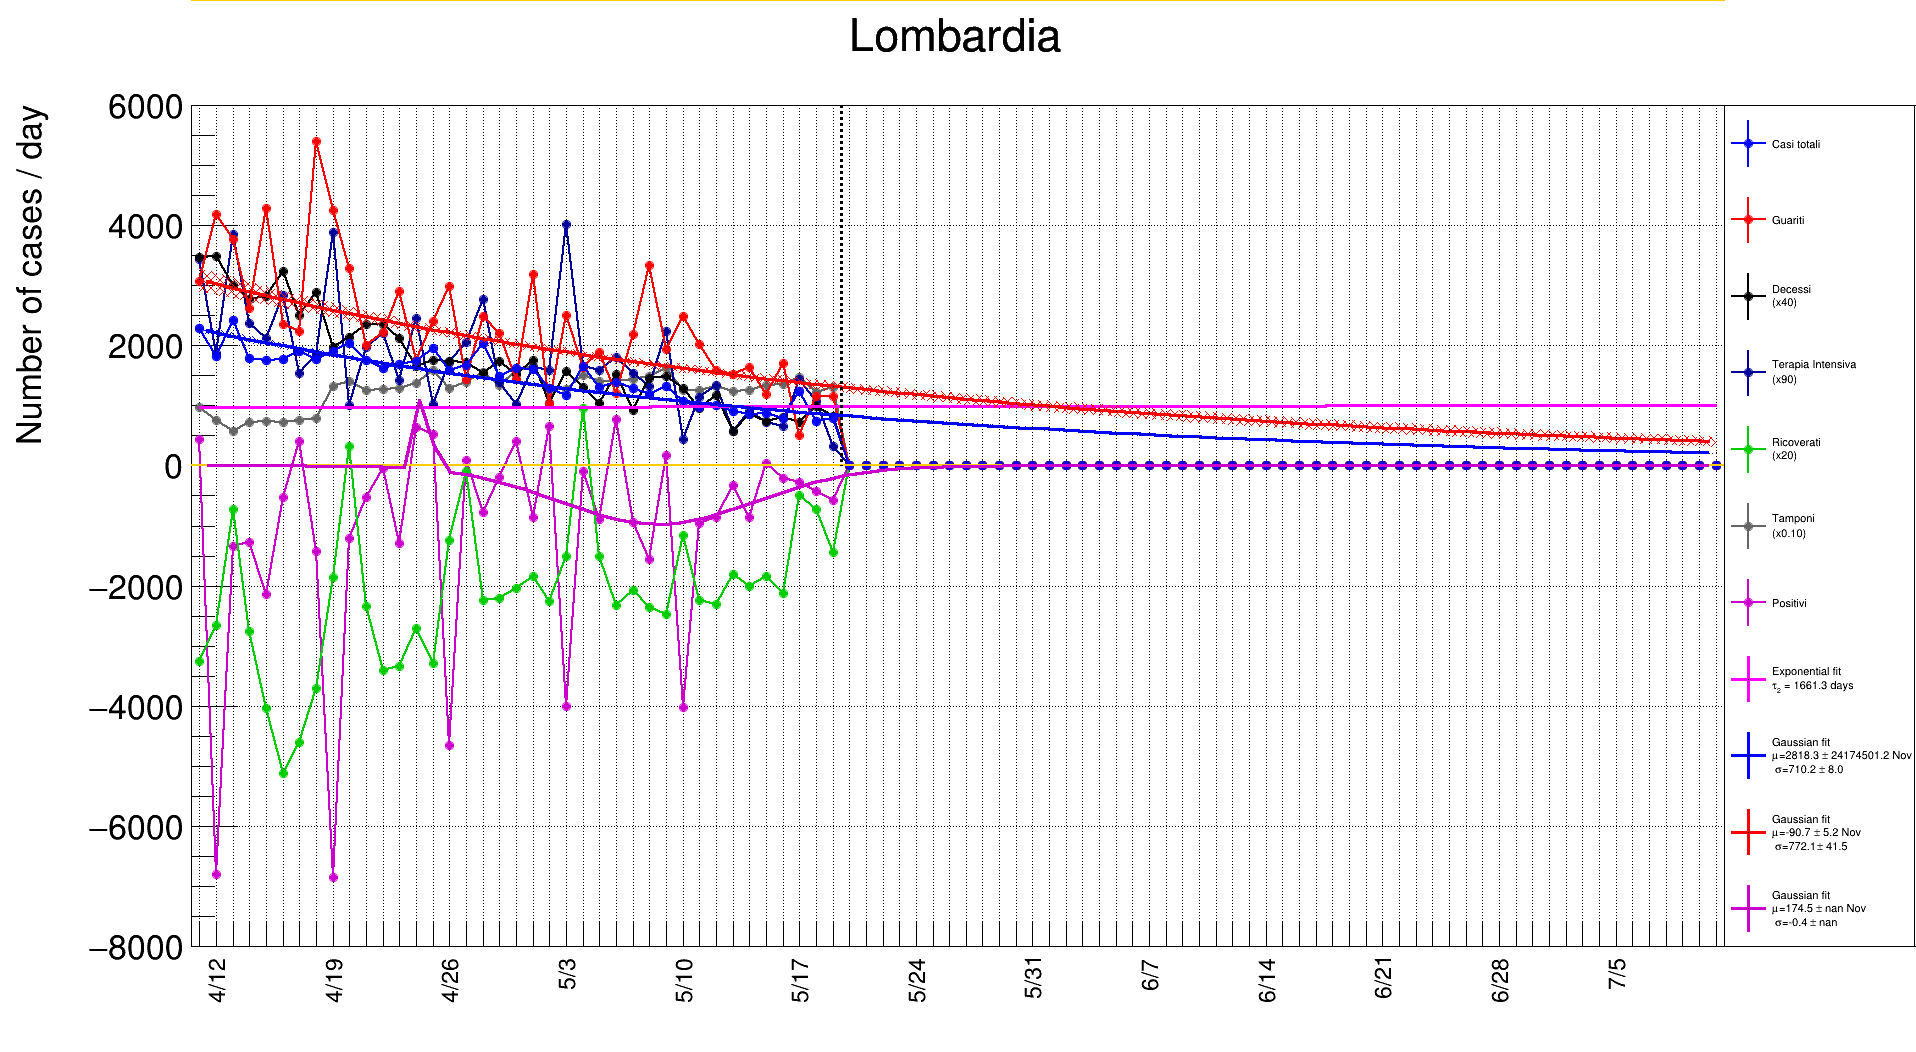 Lombardia
Number of cases / day
6000
4000
2000
0
−2000
−4000
−6000
−8000
4/12
4/19
4/26
5/3
5/10
5/17
5/24
5/31
6/7
6/14
6/21
6/28
7/5
Casi totali
Guariti
Decessi
(x40)
Terapia Intensiva
(x90)
Ricoverati
(x20)
Tamponi
(x0.10)
Positivi
Exponential fit
τ₂ = 1661.3 days
Gaussian fit
μ=2818.3 ± 24174501.2 Nov
σ=710.2 ± 8.0
Gaussian fit
μ=-90.7 ± 5.2 Nov
σ=772.1 ± 41.5
Gaussian fit
μ=174.5 ± nan Nov
σ=-0.4 ± nan